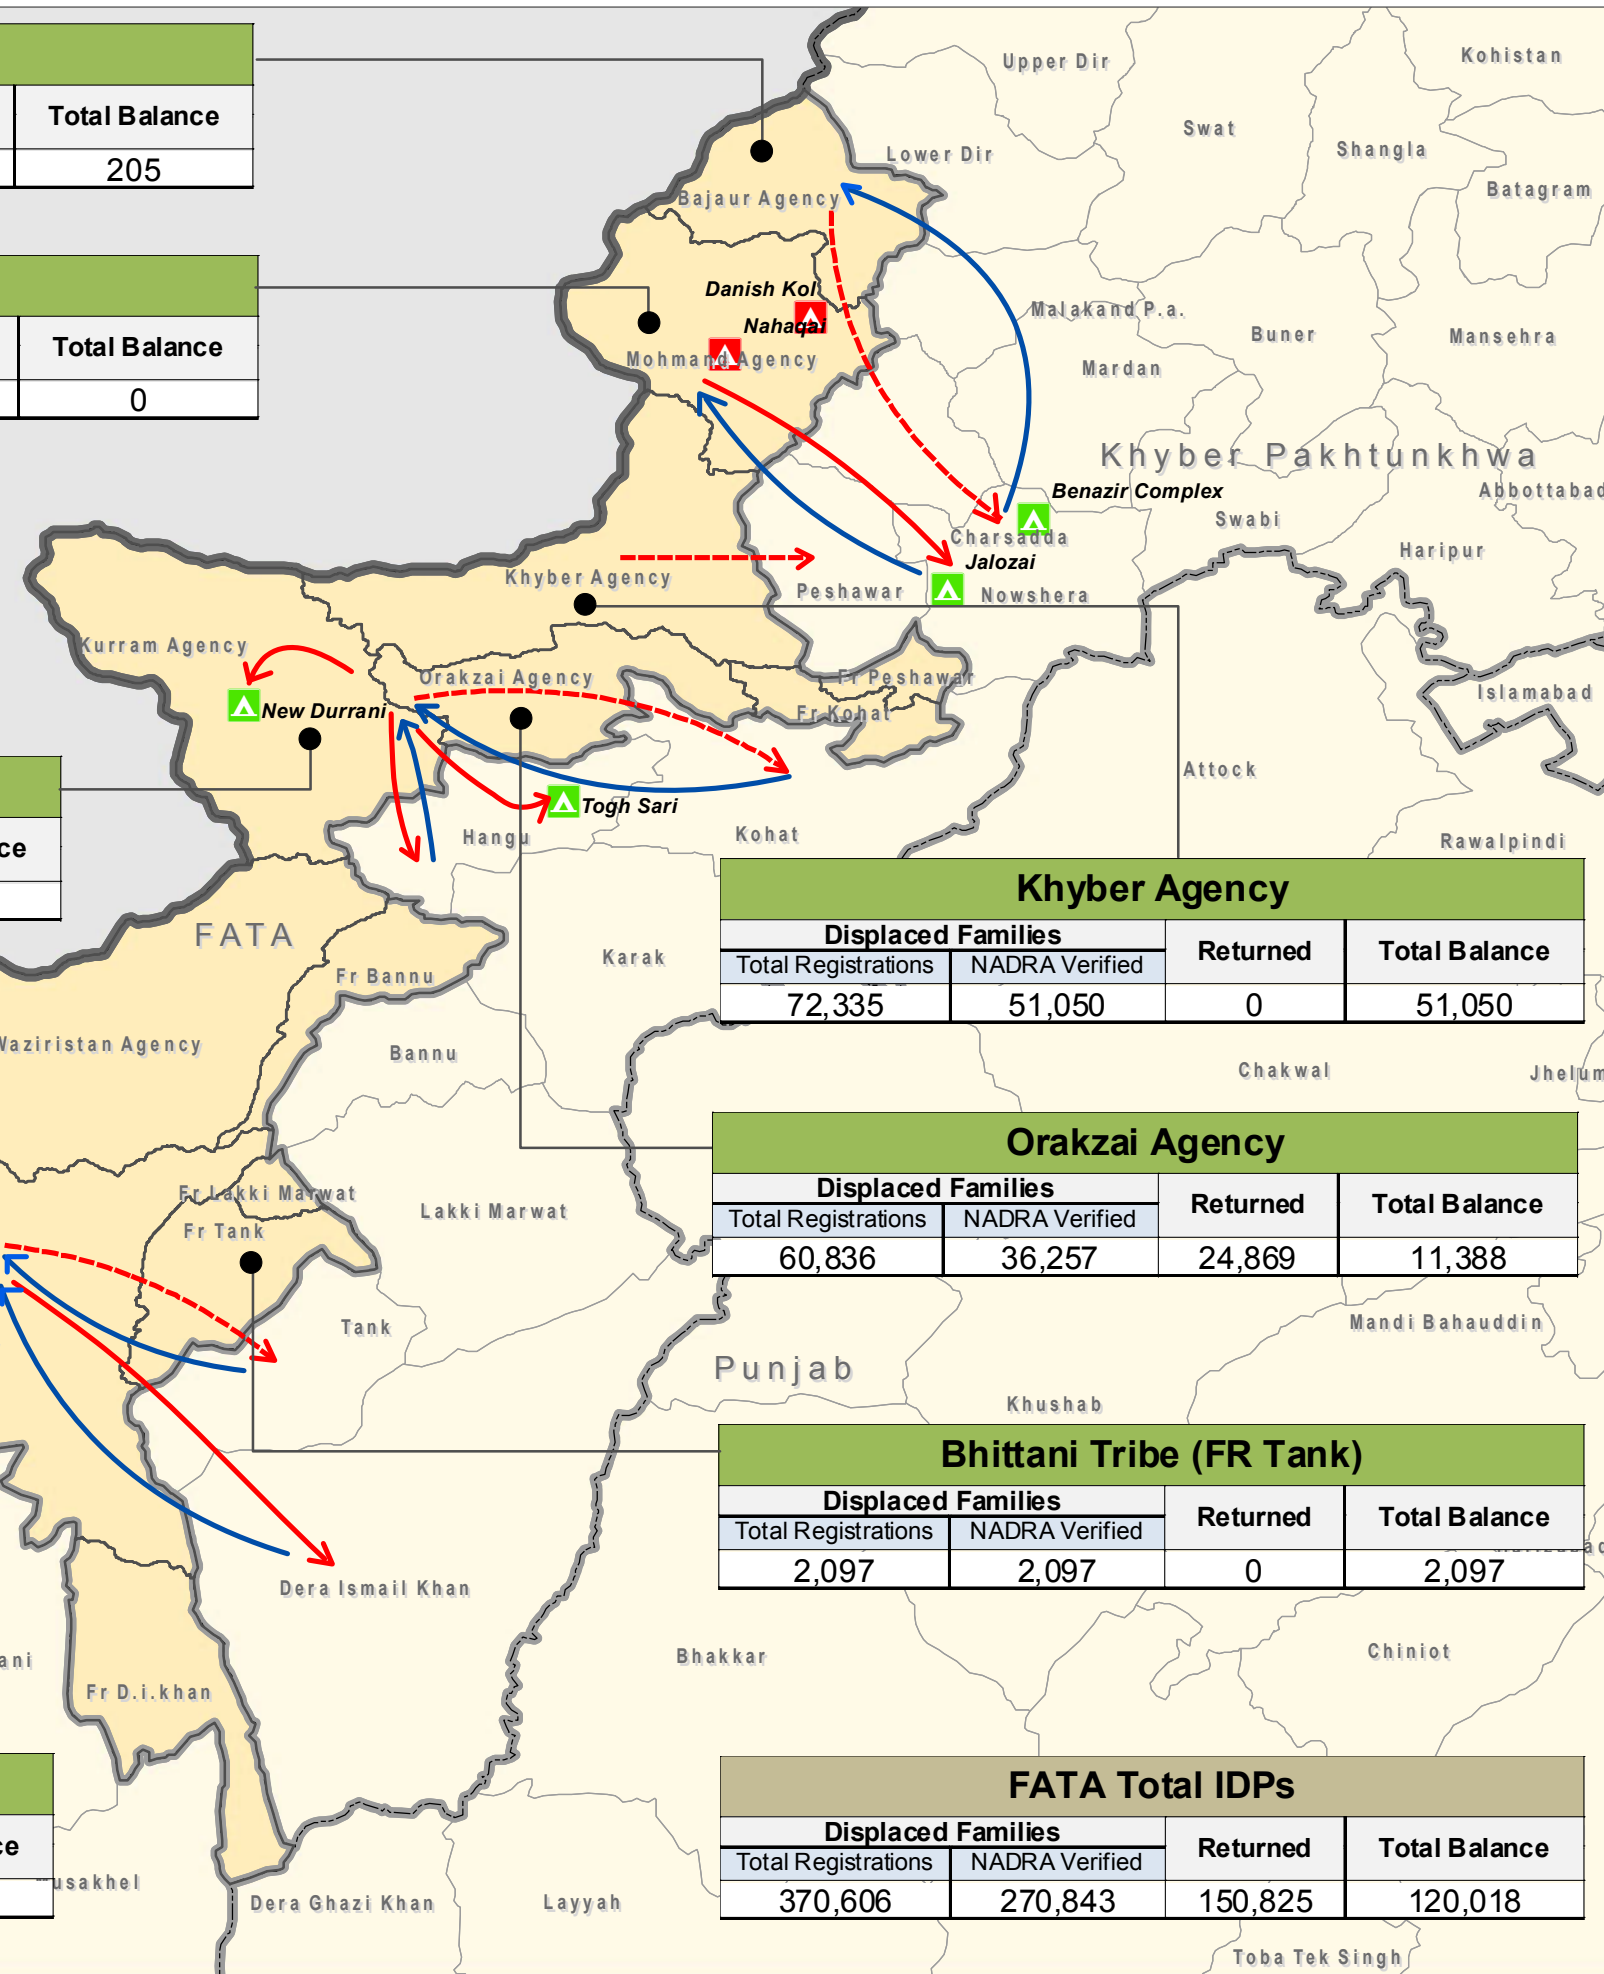 Total Balance
205
Total Balance
0
Upper Dir
Kohistan
Swat
Lower Dir
Shangla
Batagram
Bajaur Agency
Danish Kol
Nahaqai
Malakand P.a.
Buner
Mansehra
Mohmand Agency
Mardan
Khyber Pakhtunkhwa
Benazir Complex
Abbottabad
Swabi
Charsadda
Haripur
Jalozai
Khyber Agency
Peshawar
Nowshera
Kurram Agency
Orakzai Agency
Fr Peshawar
Islamabad
New Durrani
Fr Kohat
Attock
Togh Sari
Hangu
Kohat
Rawalpindi
ce
Khyber Agency
Displaced Families
Total Registrations NADRA Verified Returned Total Balance
72,335 51,050 0 51,050
FATA
Karak
Fr Bannu
Waziristan Agency
Bannu
Chakwal
Jhelum
Orakzai Agency
Displaced Families
Total Registrations NADRA Verified Returned Total Balance
60,836 36,257 24,869 11,388
Fr Lakki Marwat
Lakki Marwat
Fr Tank
Tank
Mandi Bahauddin
Punjab
Khushab
Bhittani Tribe (FR Tank)
Displaced Families
Total Registrations NADRA Verified Returned Total Balance
2,097 2,097 0 2,097
Dera Ismail Khan
ani
Bhakkar
Chiniot
Fr D.i.khan
FATA Total IDPs
Displaced Families
Total Registrations NADRA Verified Returned Total Balance
370,606 270,843 150,825 120,018
ce
usakhel
Dera Ghazi Khan
Layyah
Toba Tek Singh